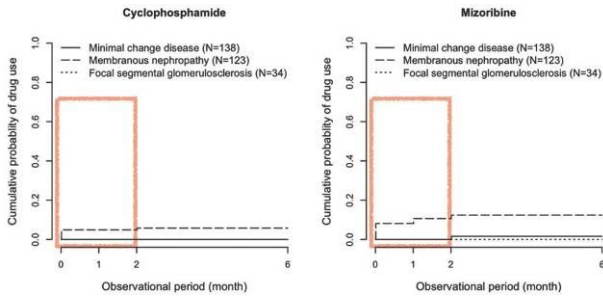 Cyclophosphamide
Cumulative probablity of drug use
1.0
0.8
0.6
0.4
0.2
0.0
Minimal change disease (N=138)
Membranous nephropathy (N=123)
Focal segmental glomerulosclerosis (N=34)
0 1 2 6
Observational period (month)
Mizoribine
Cumulative probablity of drug use
1.0
0.8
0.6
0.4
0.2
0.0
Minimal change disease (N=138)
Membranous nephropathy (N=123)
Focal segmental glomerulosclerosis (N=34)
0 1 2 6
Observational period (month)